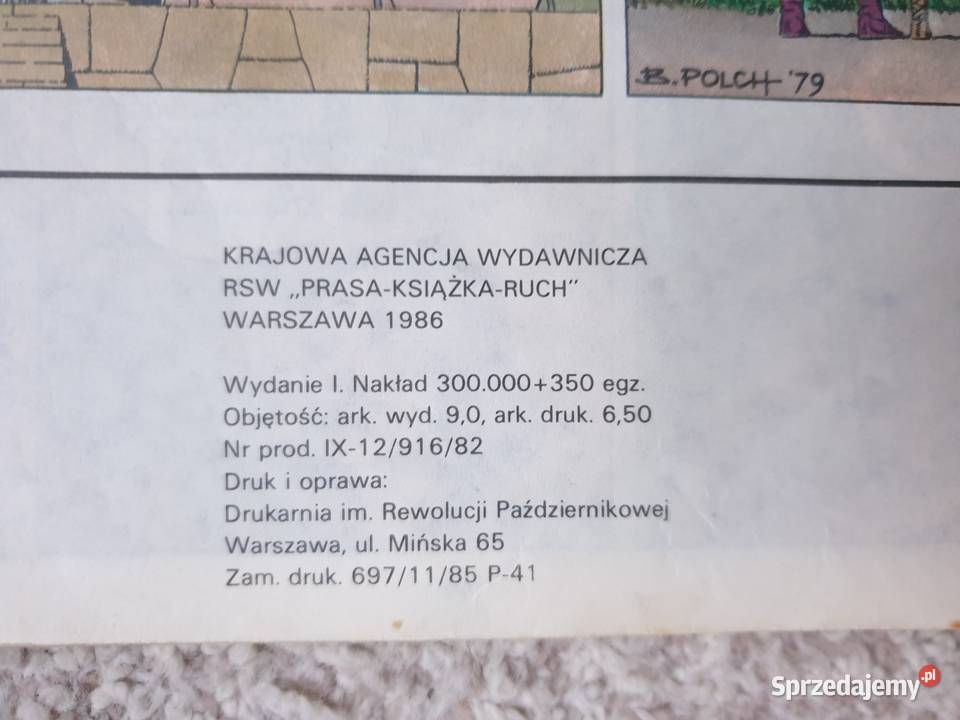 B. POLCH '79
KRAJOWA AGENCJA WYDAWNICZA
RSW „PRASA-KSIĄŻKA-RUCH”
WARSZAWA 1986
Wydanie I. Nakład 300.000+350 egz.
Objętość: ark. wyd. 9,0, ark. druk. 6,50
Nr prod. IX-12/916/82
Druk i oprawa:
Drukarnia im. Rewolucji Październikowej
Warszawa, ul. Mińska 65
Zam. druk. 697/11/85 P-41
Sprzedajemy.pl